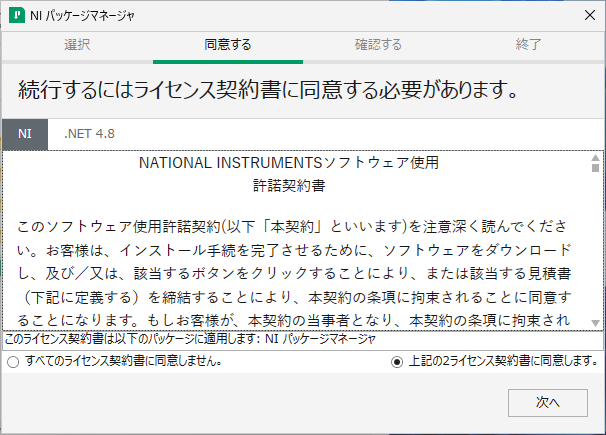 NI パッケージマネージャ
選択 同意する 確認する 終了
続行するにはライセンス契約書に同意する必要があります。
NI .NET 4.8
NATIONAL INSTRUMENTSソフトウェア使用
許諾契約書
このソフトウェア使用許諾契約(以下「本契約」といいます)を注意深く読んでくださ
い。お客様は、インストール手続を完了させるために、ソフトウェアをダウンロード
し、及び／又は、該当するボタンをクリックすることにより、または該当する見積書
（下記に定義する）を締結することにより、本契約の条項に拘束されることに同意す
ることになります。もしお客様が、本契約の当事者となり、本契約の条項に拘束され
このライセンス契約書は以下のパッケージに適用します: NI パッケージマネージャ
すべてのライセンス契約書に同意しません。 上記の2ライセンス契約書に同意します。
次へ